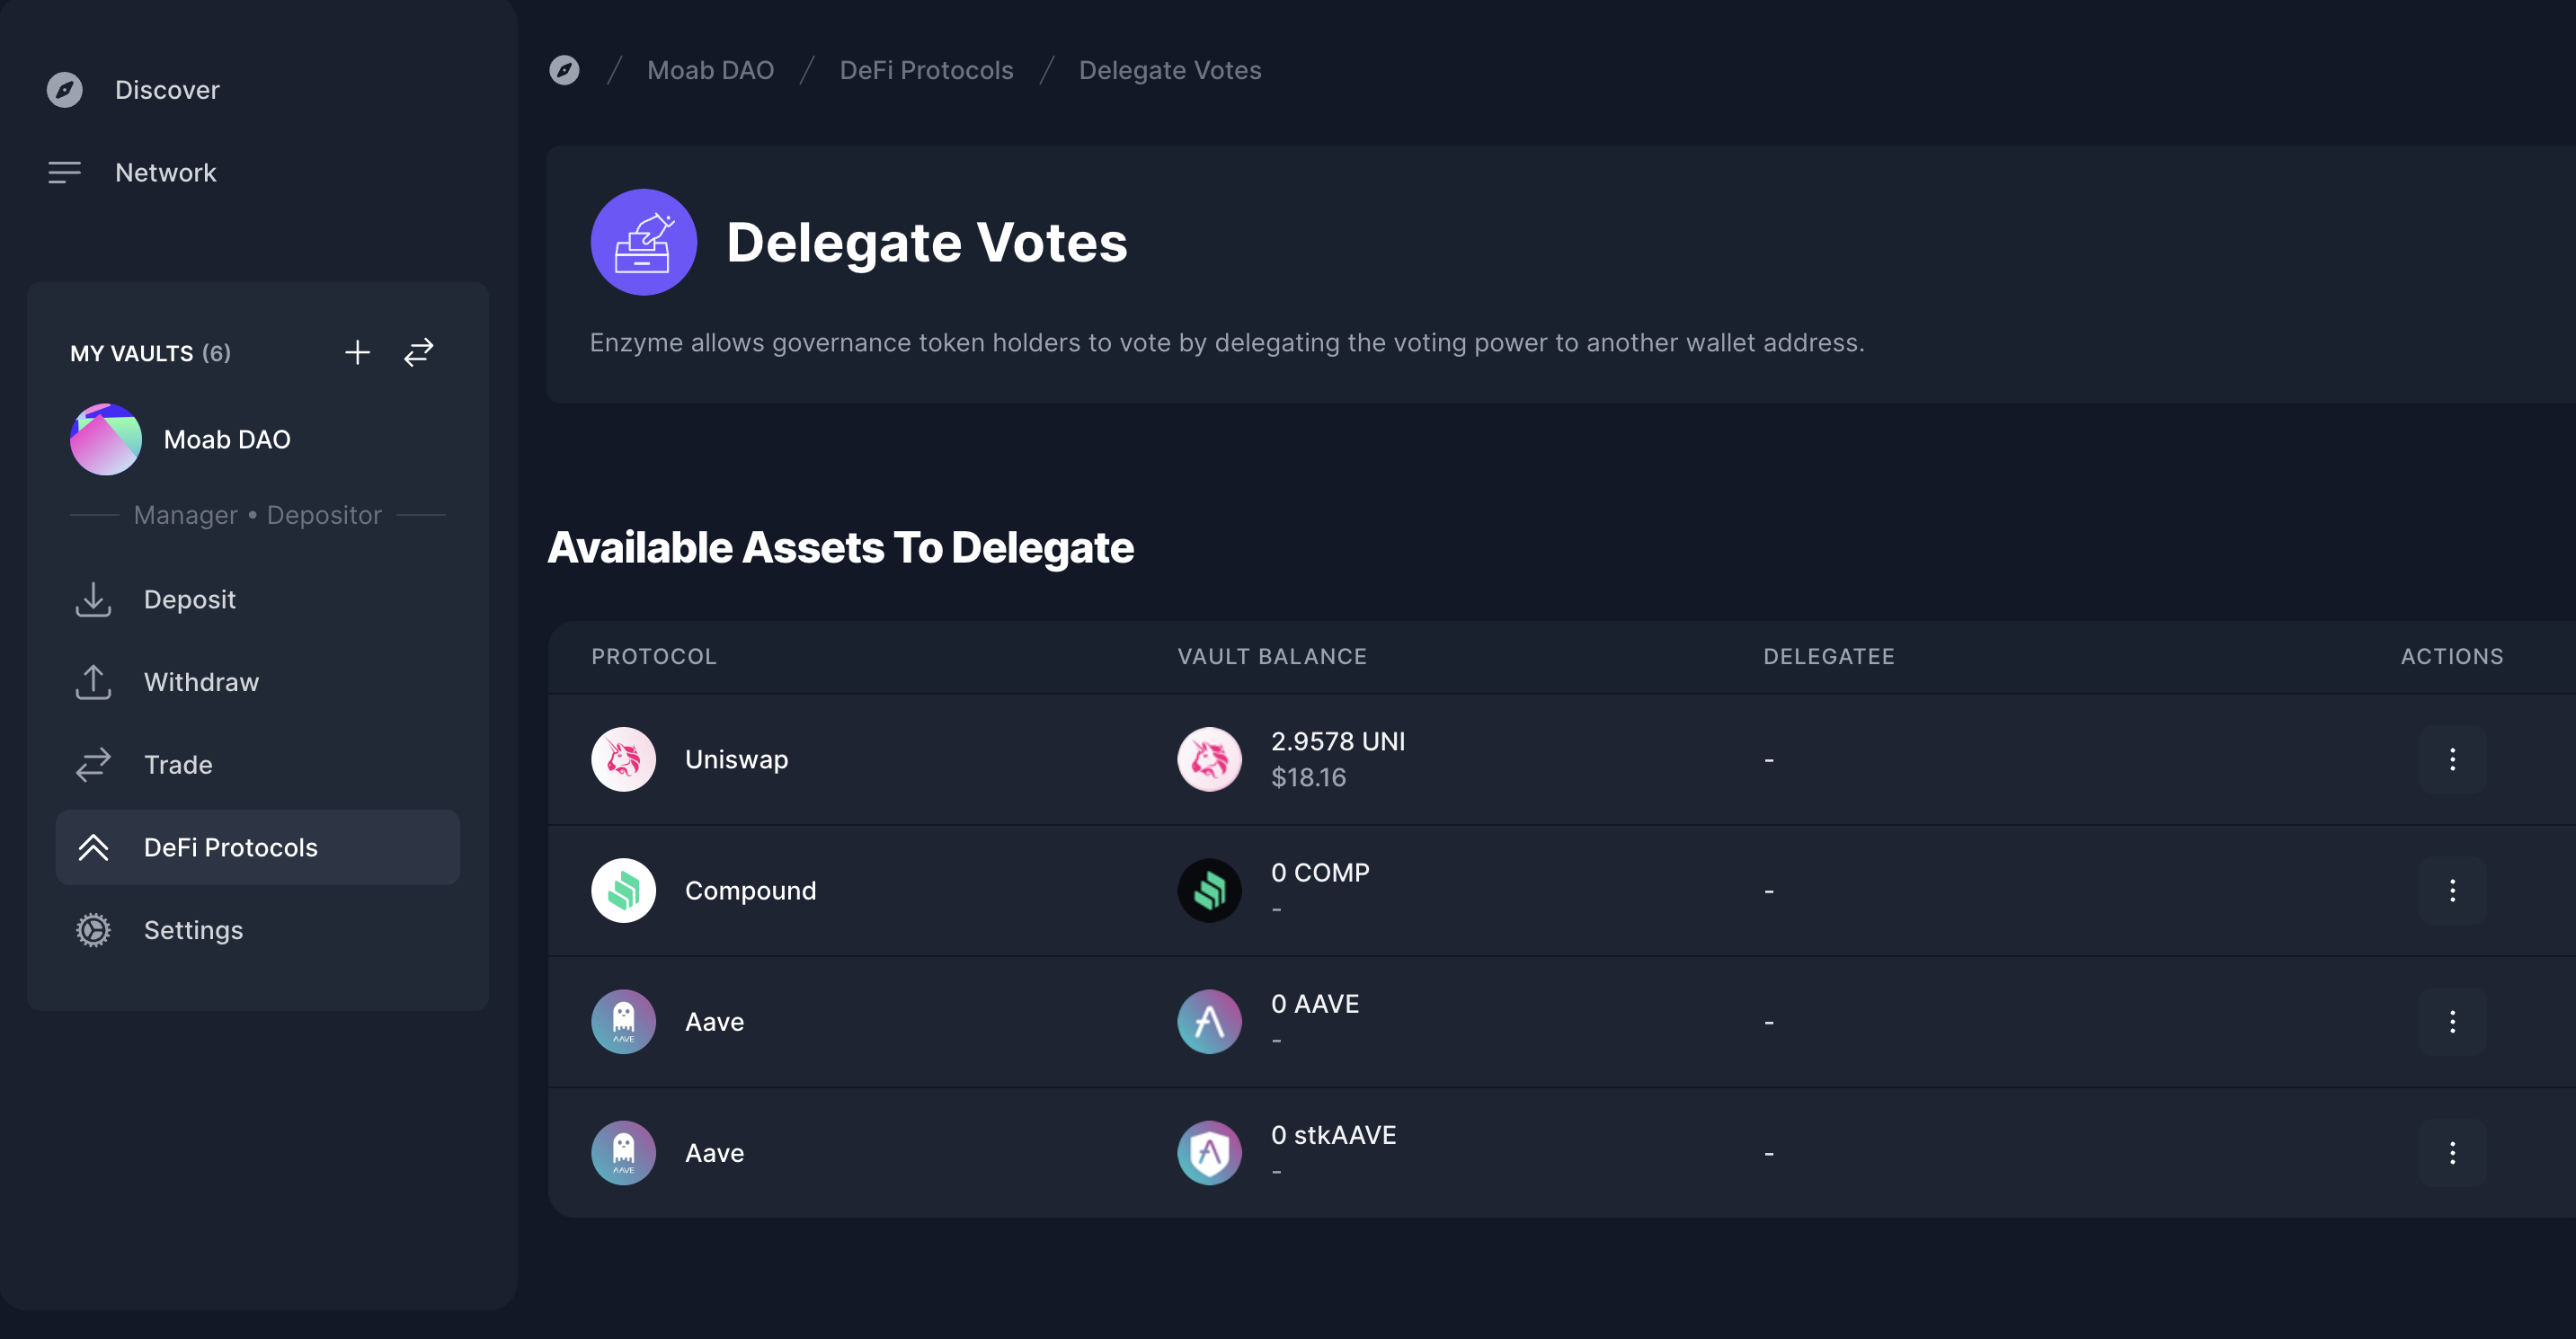 Discover
Network
MY VAULTS (6)
Moab DAO
Manager • Depositor
Deposit
Withdraw
Trade
DeFi Protocols
Settings
/ Moab DAO / DeFi Protocols / Delegate Votes
Delegate Votes
Enzyme allows governance token holders to vote by delegating the voting power to another wallet address.
Available Assets To Delegate
PROTOCOL VAULT BALANCE DELEGATEE ACTIONS
Uniswap 2.9578 UNI -
$18.16
Compound 0 COMP -
-
AAVE Aave 0 AAVE -
-
AAVE Aave 0 stkAAVE -
-